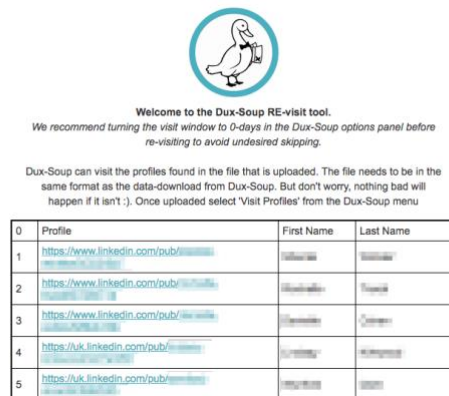 Welcome to the Dux-Soup RE-visit tool.
We recommend turning the visit window to 0-days in the Dux-Soup options panel before
re-visiting to avoid undesired skipping.
Dux-Soup can visit the profiles found in the file that is uploaded. The file needs to be in the
same format as the data-download from Dux-Soup. But don't worry, nothing bad will
happen if it isn't :). Once uploaded select 'Visit Profiles' from the Dux-Soup menu
0 Profile First Name Last Name
1 https://www.linkedin.com/pub/
2 https://www.linkedin.com/pub/
3 https://www.linkedin.com/pub/
4 https://uk.linkedin.com/pub/
5 https://uk.linkedin.com/pub/